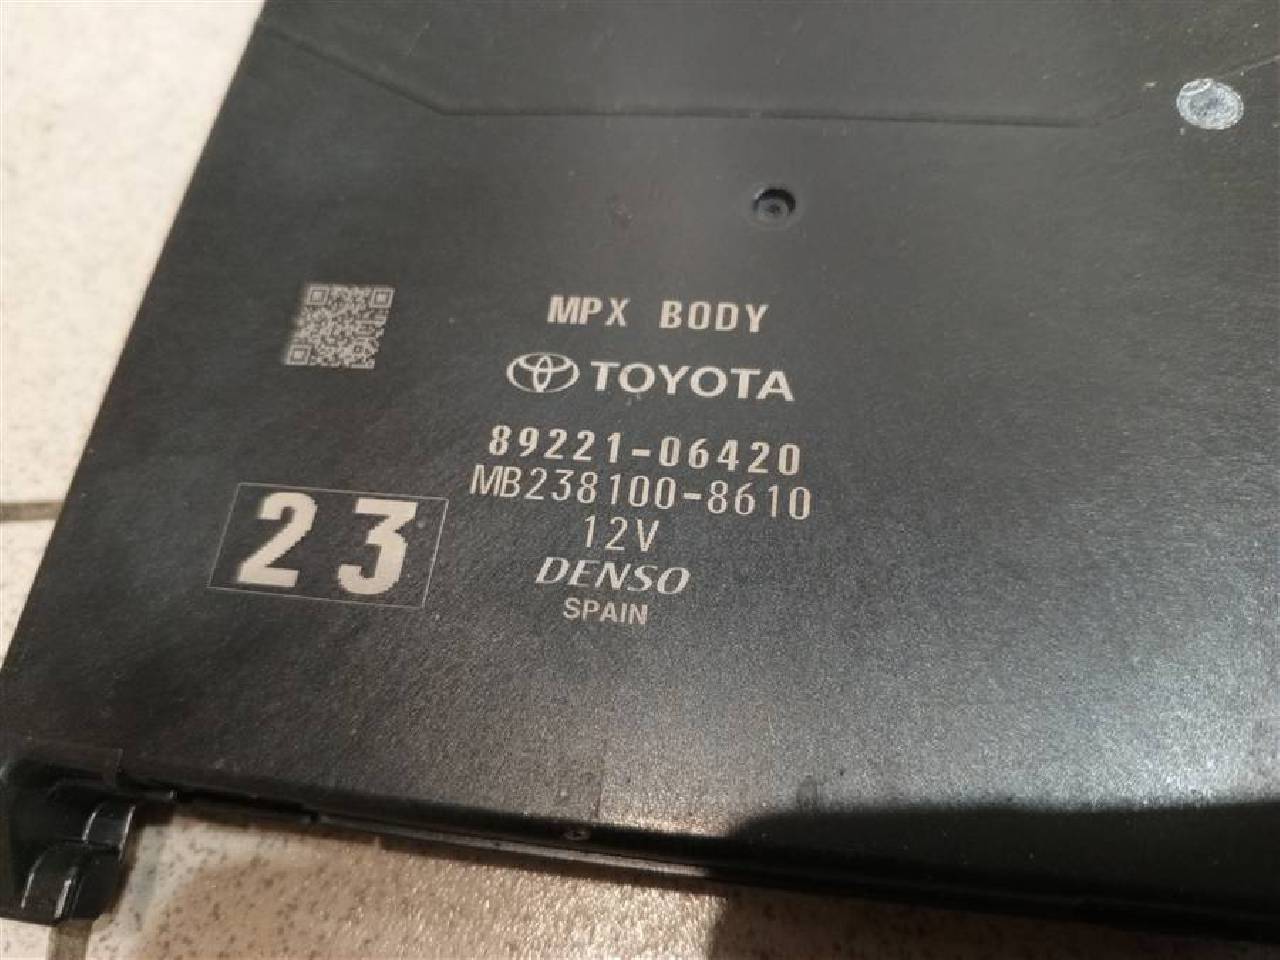 MPX BODY
TOYOTA
89221-06420
MB238100-8610
12V
DENSO
SPAIN
23